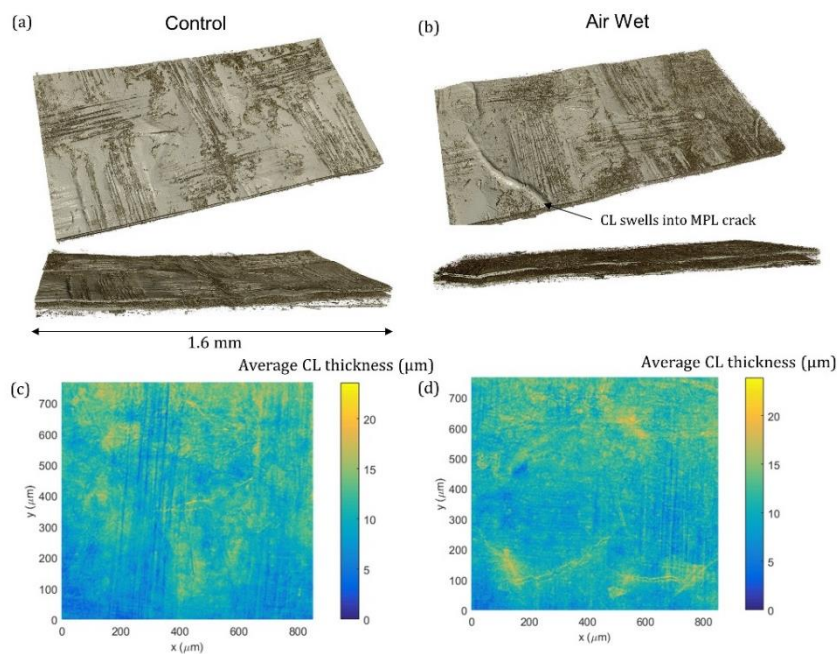 (a)
Control
(b)
Air Wet
CL swells into MPL crack
1.6 mm
Average CL thickness (μm)
(c)
700
600
500
400
300
200
100
0
y (μm)
0 200 400 600 800
x (μm)
20
15
10
5
0
Average CL thickness (μm)
(d)
700
600
500
400
300
200
100
0
y (μm)
0 200 400 600 800
x (μm)
20
15
10
5
0